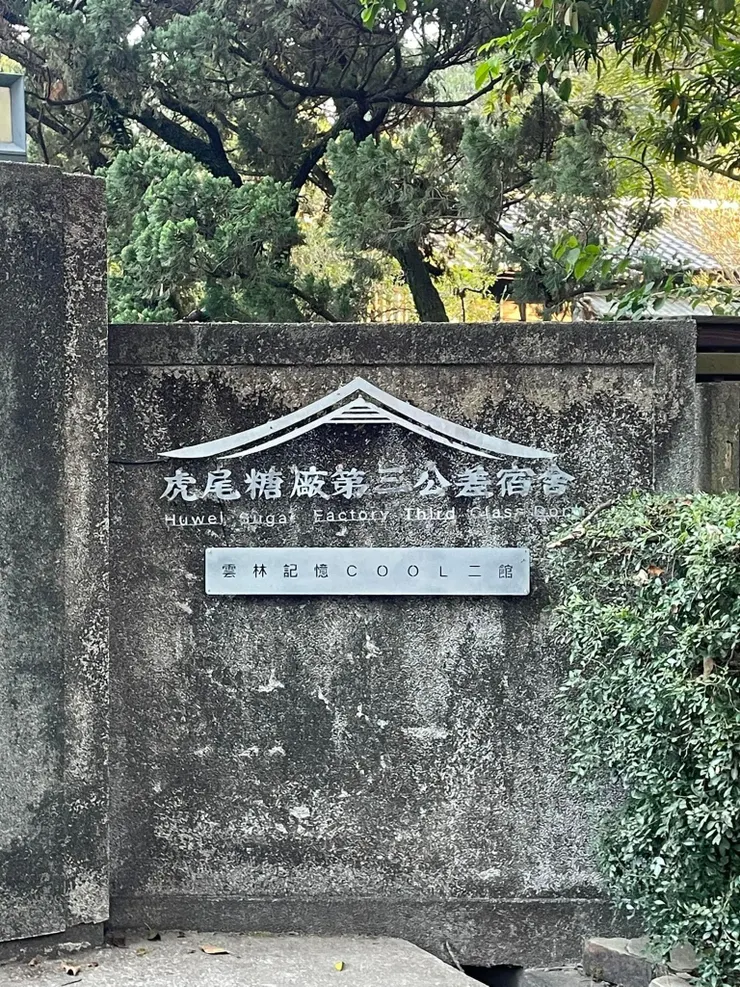 虎尾糖廠第三公差宿舍
Huwei Sugar Factory Third Class Dor
雲林記憶COOL二館